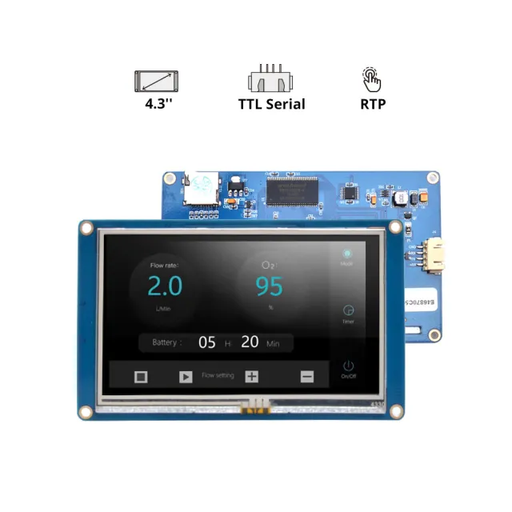 4.3''
TTL Serial
RTP
Flow rate:
O₂:
2.0
95
L/Min
%
Timer
Battery : 05 H 20 Min
Flow setting
On/Off